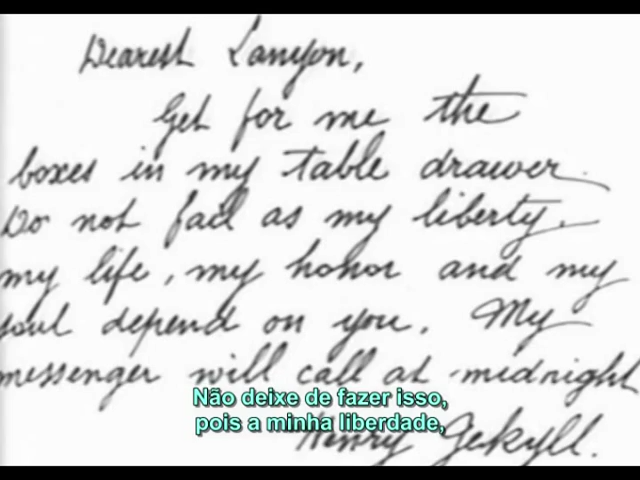 Dearest Lanyon,
Get for me the
boxes in my table drawer.
Do not fail as my liberty,
my life, my honor and my
soul depend on you. My
messenger will call at midnight
Não deixe de fazer isso,
pois a minha liberdade,
Henry Jekyll.